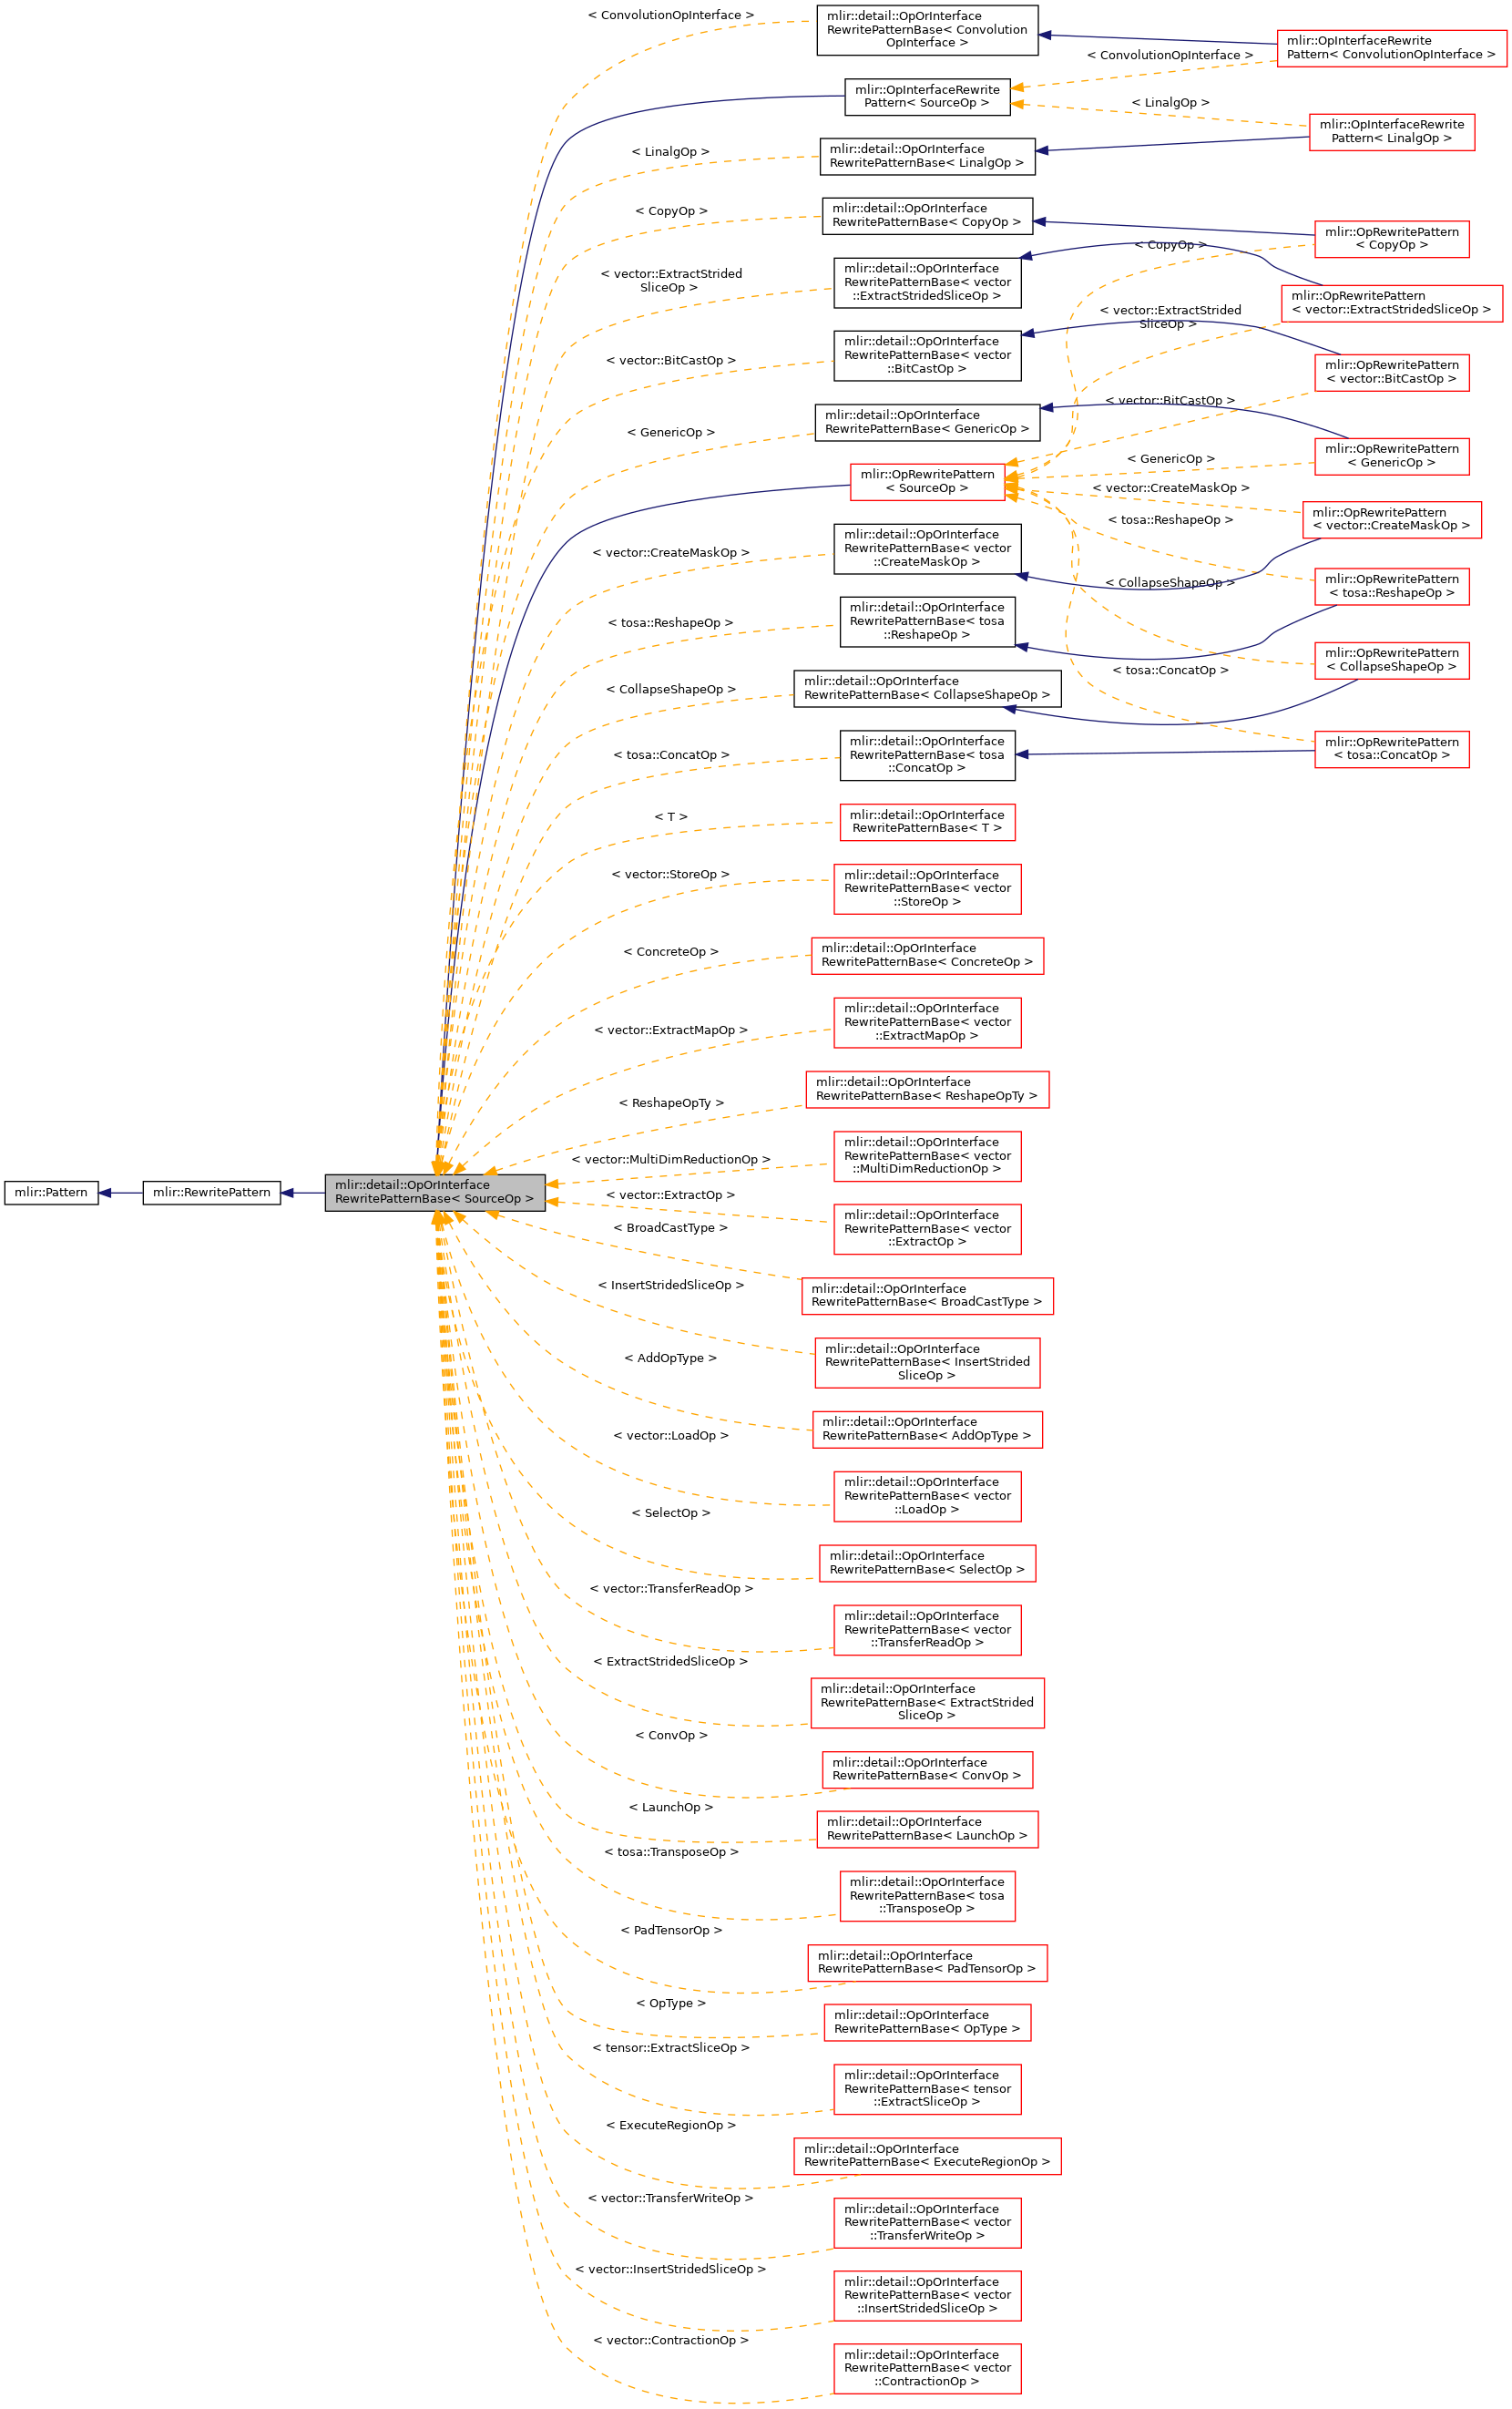 mlir::Pattern
mlir::RewritePattern
mlir::detail::OpOrInterface
RewritePatternBase< SourceOp >
< ConvolutionOpInterface >
< LinalgOp >
< CopyOp >
< vector::ExtractStrided
SliceOp >
< vector::BitCastOp >
< GenericOp >
< vector::CreateMaskOp >
< tosa::ReshapeOp >
< CollapseShapeOp >
< tosa::ConcatOp >
< T >
< vector::StoreOp >
< ConcreteOp >
< vector::ExtractMapOp >
< ReshapeOpTy >
< vector::MultiDimReductionOp >
< vector::ExtractOp >
< BroadCastType >
< InsertStridedSliceOp >
< AddOpType >
< vector::LoadOp >
< SelectOp >
< vector::TransferReadOp >
< ExtractStridedSliceOp >
< ConvOp >
< LaunchOp >
< tosa::TransposeOp >
< PadTensorOp >
< OpType >
< tensor::ExtractSliceOp >
< ExecuteRegionOp >
< vector::TransferWriteOp >
< vector::InsertStridedSliceOp >
< vector::ContractionOp >
mlir::detail::OpOrInterface
RewritePatternBase< Convolution
OpInterface >
mlir::OpInterfaceRewrite
Pattern< SourceOp >
mlir::detail::OpOrInterface
RewritePatternBase< LinalgOp >
mlir::detail::OpOrInterface
RewritePatternBase< CopyOp >
mlir::detail::OpOrInterface
RewritePatternBase< vector
::ExtractStridedSliceOp >
mlir::detail::OpOrInterface
RewritePatternBase< vector
::BitCastOp >
mlir::detail::OpOrInterface
RewritePatternBase< GenericOp >
mlir::OpRewritePattern
< SourceOp >
mlir::detail::OpOrInterface
RewritePatternBase< vector
::CreateMaskOp >
mlir::detail::OpOrInterface
RewritePatternBase< tosa
::ReshapeOp >
mlir::detail::OpOrInterface
RewritePatternBase< CollapseShapeOp >
mlir::detail::OpOrInterface
RewritePatternBase< tosa
::ConcatOp >
mlir::detail::OpOrInterface
RewritePatternBase< T >
mlir::detail::OpOrInterface
RewritePatternBase< vector
::StoreOp >
mlir::detail::OpOrInterface
RewritePatternBase< ConcreteOp >
mlir::detail::OpOrInterface
RewritePatternBase< vector
::ExtractMapOp >
mlir::detail::OpOrInterface
RewritePatternBase< ReshapeOpTy >
mlir::detail::OpOrInterface
RewritePatternBase< vector
::MultiDimReductionOp >
mlir::detail::OpOrInterface
RewritePatternBase< vector
::ExtractOp >
mlir::detail::OpOrInterface
RewritePatternBase< BroadCastType >
mlir::detail::OpOrInterface
RewritePatternBase< InsertStrided
SliceOp >
mlir::detail::OpOrInterface
RewritePatternBase< AddOpType >
mlir::detail::OpOrInterface
RewritePatternBase< vector
::LoadOp >
mlir::detail::OpOrInterface
RewritePatternBase< SelectOp >
mlir::detail::OpOrInterface
RewritePatternBase< vector
::TransferReadOp >
mlir::detail::OpOrInterface
RewritePatternBase< ExtractStrided
SliceOp >
mlir::detail::OpOrInterface
RewritePatternBase< ConvOp >
mlir::detail::OpOrInterface
RewritePatternBase< LaunchOp >
mlir::detail::OpOrInterface
RewritePatternBase< tosa
::TransposeOp >
mlir::detail::OpOrInterface
RewritePatternBase< PadTensorOp >
mlir::detail::OpOrInterface
RewritePatternBase< OpType >
mlir::detail::OpOrInterface
RewritePatternBase< tensor
::ExtractSliceOp >
mlir::detail::OpOrInterface
RewritePatternBase< ExecuteRegionOp >
mlir::detail::OpOrInterface
RewritePatternBase< vector
::TransferWriteOp >
mlir::detail::OpOrInterface
RewritePatternBase< vector
::InsertStridedSliceOp >
mlir::detail::OpOrInterface
RewritePatternBase< vector
::ContractionOp >
< ConvolutionOpInterface >
< LinalgOp >
< CopyOp >
< vector::ExtractStrided
SliceOp >
< vector::BitCastOp >
< GenericOp >
< vector::CreateMaskOp >
< tosa::ReshapeOp >
< CollapseShapeOp >
< tosa::ConcatOp >
mlir::OpInterfaceRewrite
Pattern< ConvolutionOpInterface >
mlir::OpInterfaceRewrite
Pattern< LinalgOp >
mlir::OpRewritePattern
< CopyOp >
mlir::OpRewritePattern
< vector::ExtractStridedSliceOp >
mlir::OpRewritePattern
< vector::BitCastOp >
mlir::OpRewritePattern
< GenericOp >
mlir::OpRewritePattern
< vector::CreateMaskOp >
mlir::OpRewritePattern
< tosa::ReshapeOp >
mlir::OpRewritePattern
< CollapseShapeOp >
mlir::OpRewritePattern
< tosa::ConcatOp >